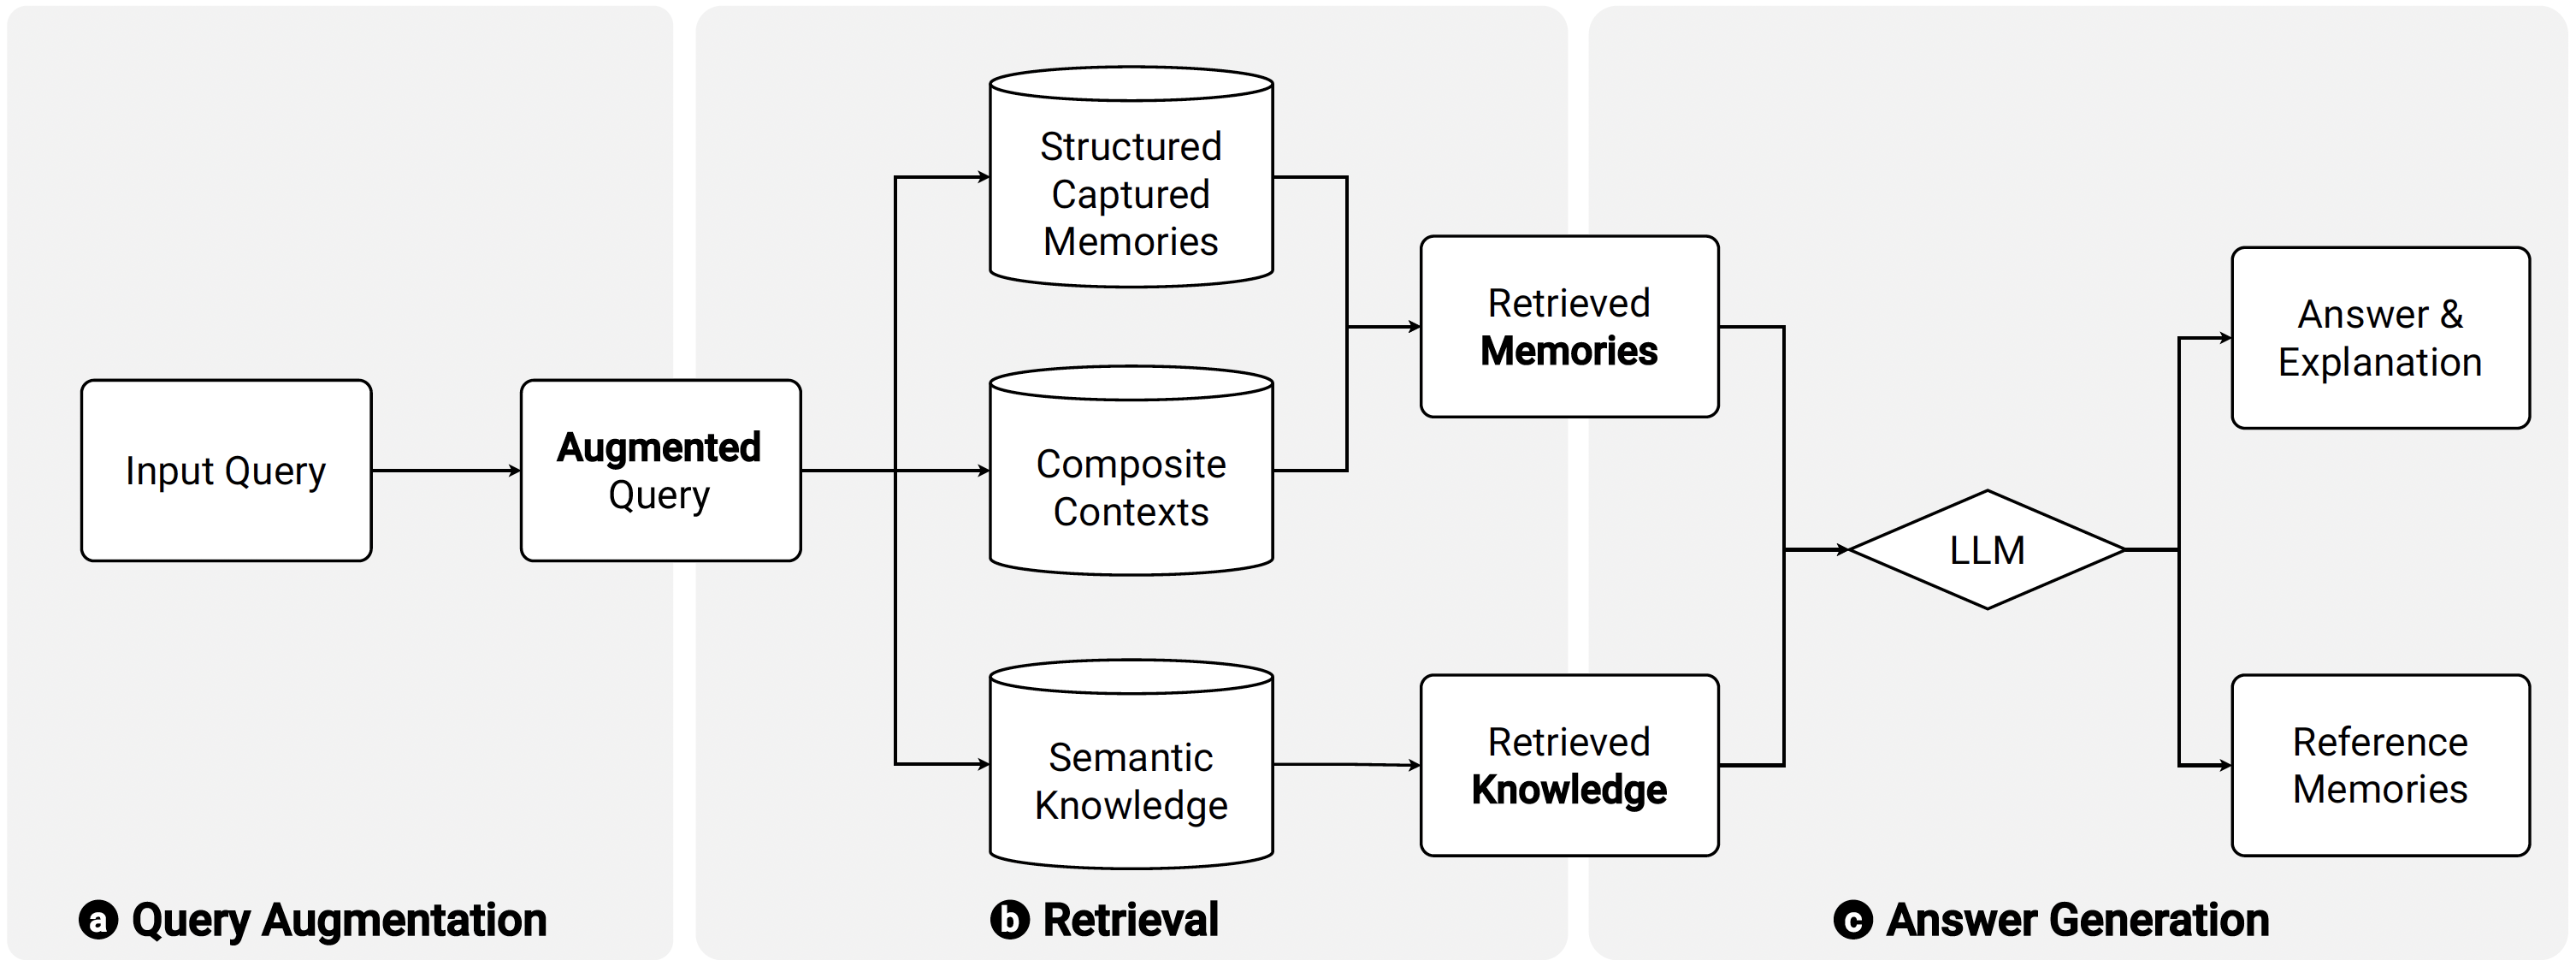 Input Query
Augmented
Query
Structured
Captured
Memories
Composite
Contexts
Semantic
Knowledge
Retrieved
Memories
Retrieved
Knowledge
LLM
Answer &
Explanation
Reference
Memories
a Query Augmentation
b Retrieval
c Answer Generation